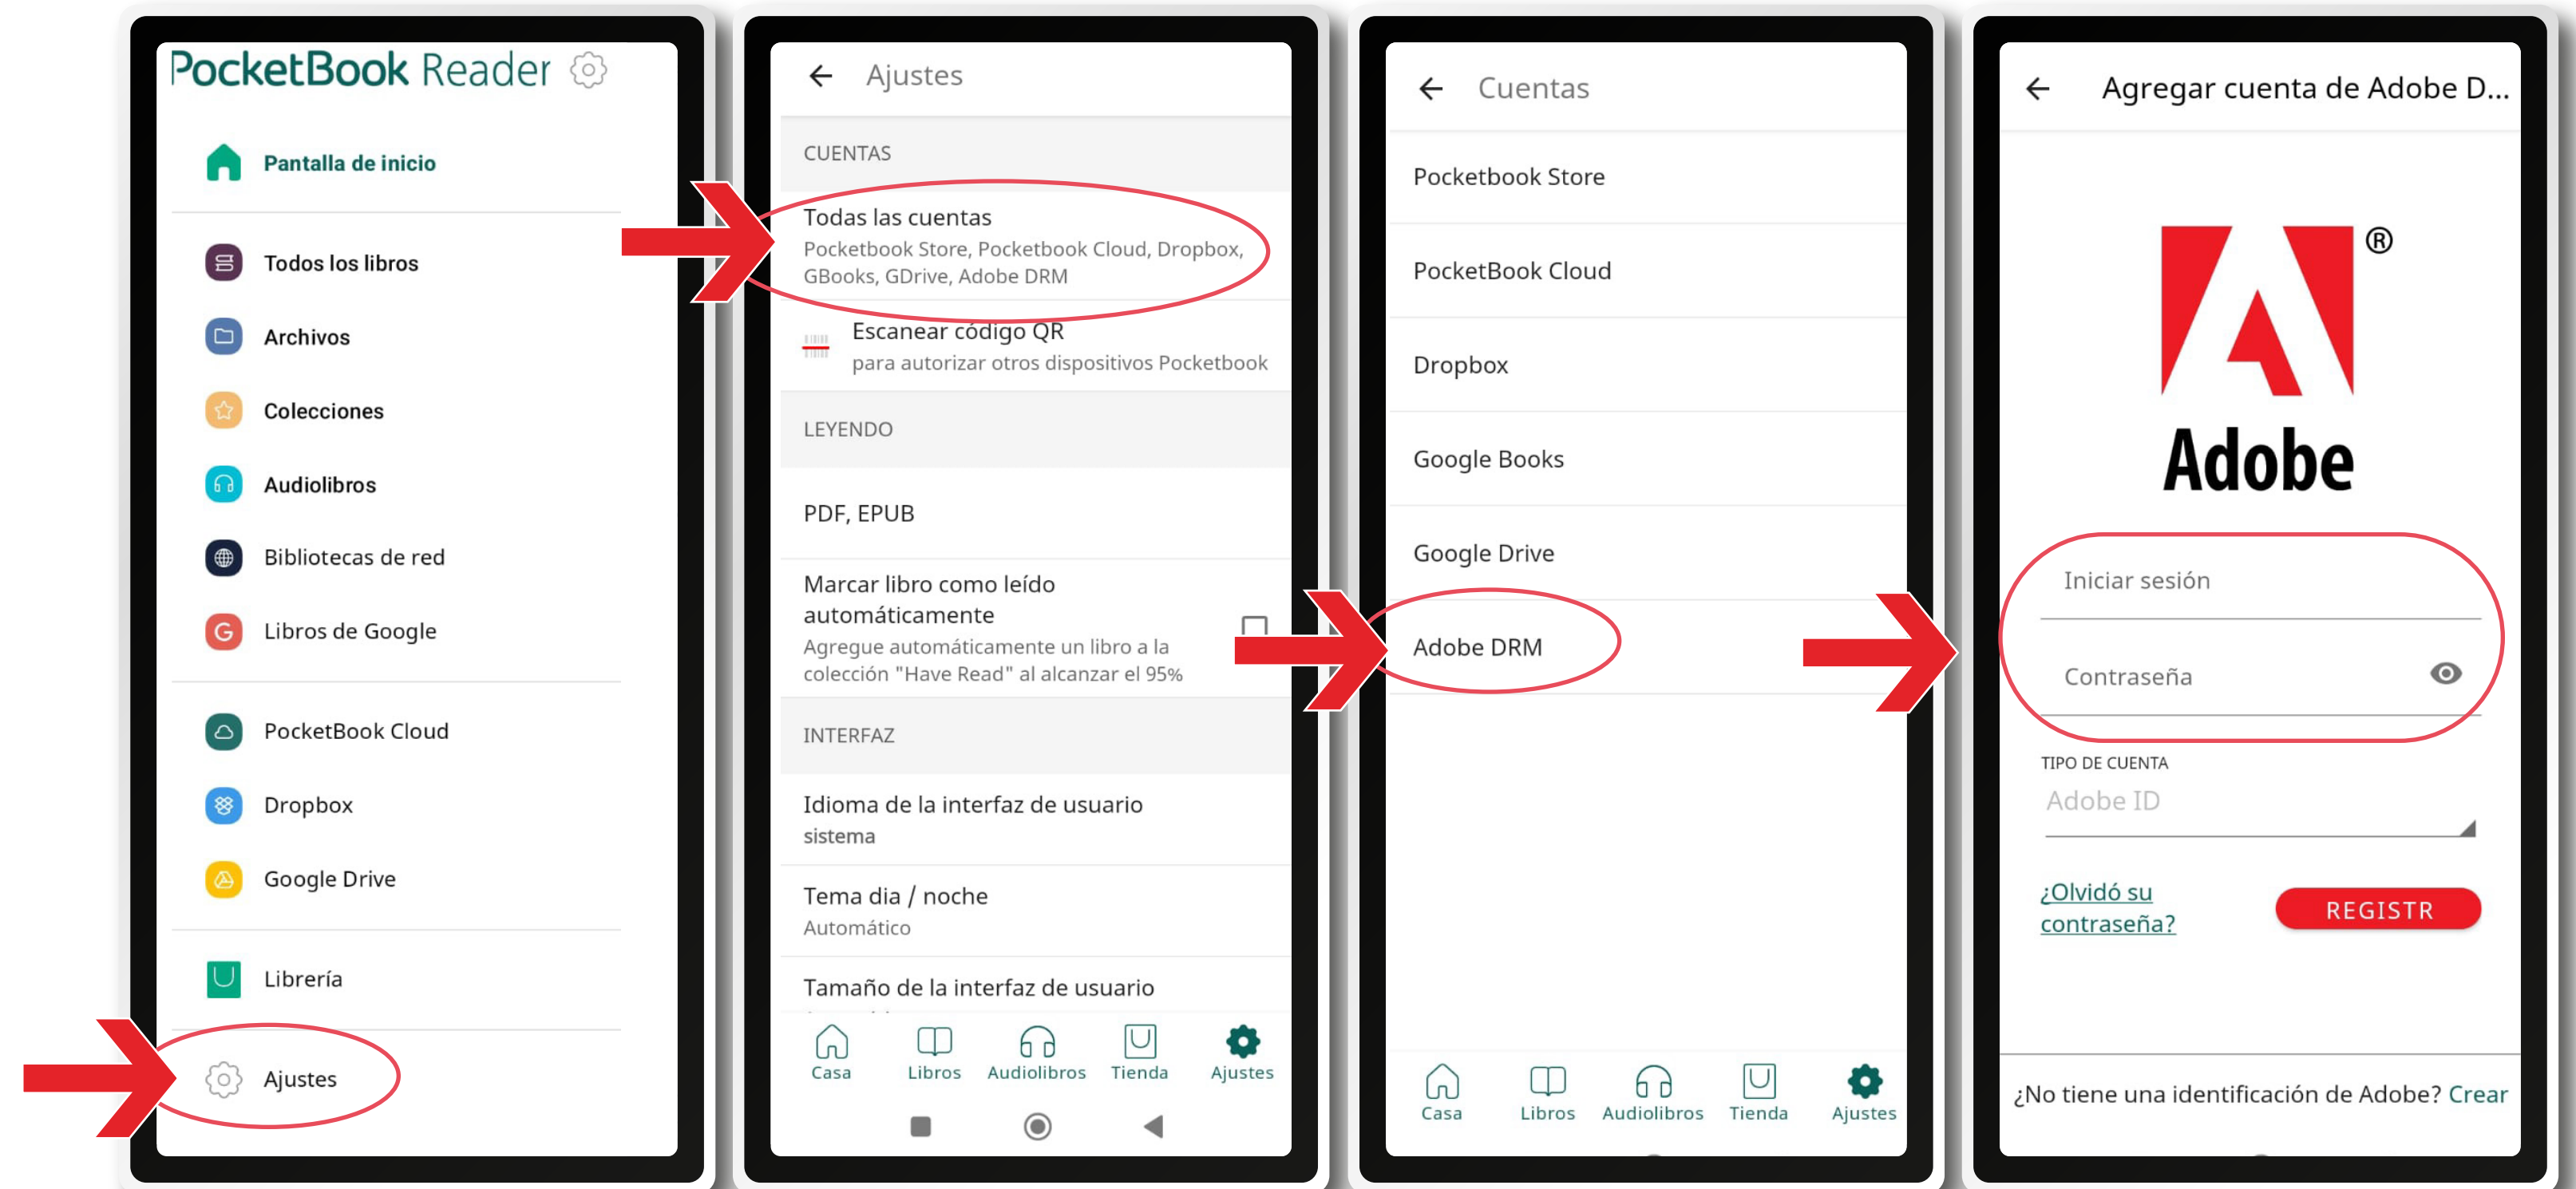 PocketBook Reader
Pantalla de inicio
Todos los libros
Archivos
Colecciones
Audiolibros
Bibliotecas de red
Libros de Google
PocketBook Cloud
Dropbox
Google Drive
Librería
Ajustes
Ajustes
CUENTAS
Todas las cuentas
Pocketbook Store, Pocketbook Cloud, Dropbox,
GBooks, GDrive, Adobe DRM
Escanear código QR
para autorizar otros dispositivos Pocketbook
LEYENDO
PDF, EPUB
Marcar libro como leído
automáticamente
Agregue automáticamente un libro a la
colección "Have Read" al alcanzar el 95%
INTERFAZ
Idioma de la interfaz de usuario
sistema
Tema dia / noche
Automático
Tamaño de la interfaz de usuario
Casa Libros Audiolibros Tienda Ajustes
Cuentas
Pocketbook Store
PocketBook Cloud
Dropbox
Google Books
Google Drive
Adobe DRM
Casa Libros Audiolibros Tienda Ajustes
Agregar cuenta de Adobe D...
®
Adobe
Iniciar sesión
Contraseña
TIPO DE CUENTA
Adobe ID
¿Olvidó su
contraseña?
REGISTR
¿No tiene una identificación de Adobe? Crear